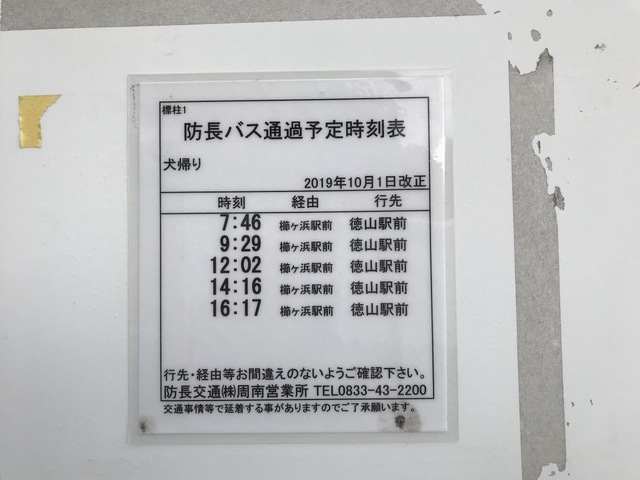 標柱1
防長バス通過予定時刻表
犬帰り
2019年10月1日改正
時刻 経由 行先
7:46 櫛ヶ浜駅前 徳山駅前
9:29 櫛ヶ浜駅前 徳山駅前
12:02 櫛ヶ浜駅前 徳山駅前
14:16 櫛ヶ浜駅前 徳山駅前
16:17 櫛ヶ浜駅前 徳山駅前
行先・経由等お間違えのないようご確認下さい。
防長交通㈱周南営業所 TEL0833-43-2200
交通事情等で延着する事がありますのでご了承願います。